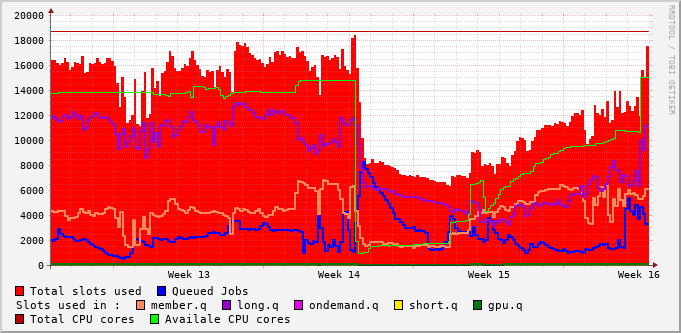 20000
18000
16000
14000
12000
10000
8000
6000
4000
2000
0
Week 13 Week 14 Week 15 Week 16
RRDTOOL / TOBI OETIKER
Total slots used Queued Jobs
Slots used in : member.q long.q ondemand.q short.q gpu.q
Total CPU cores Availale CPU cores